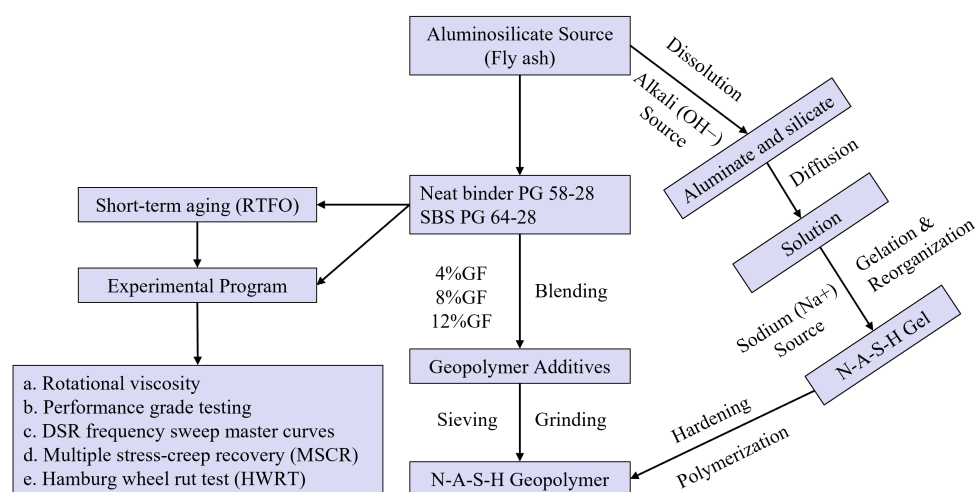 Aluminosilicate Source
(Fly ash)
Dissolution
Alkali (OH−)
Source
Aluminate and silicate
Diffusion
Solution
Gelation &
Reorganization
Sodium (Na+)
Source
N-A-S-H Gel
Hardening
Polymerization
Neat binder PG 58-28
SBS PG 64-28
Short-term aging (RTFO)
Experimental Program
4%GF
8%GF
12%GF
Blending
Geopolymer Additives
Sieving
Grinding
N-A-S-H Geopolymer
a. Rotational viscosity
b. Performance grade testing
c. DSR frequency sweep master curves
d. Multiple stress-creep recovery (MSCR)
e. Hamburg wheel rut test (HWRT)